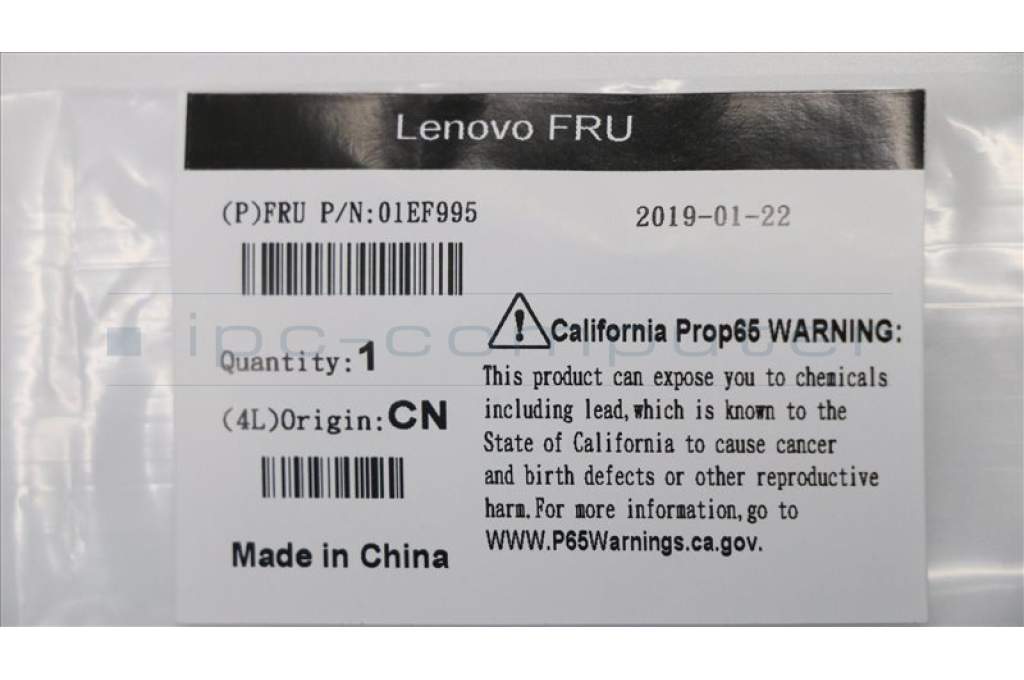 Lenovo FRU
(P)FRU P/N:01EF995
2019-01-22
ipc-computer
Quantity:1
(4L)Origin:CN
Made in China
California Prop65 WARNING:
This product can expose you to chemicals
including lead,which is known to the
State of California to cause cancer
and birth defects or other reproductive
harm.For more information,go to
WWW.P65Warnings.ca.gov.